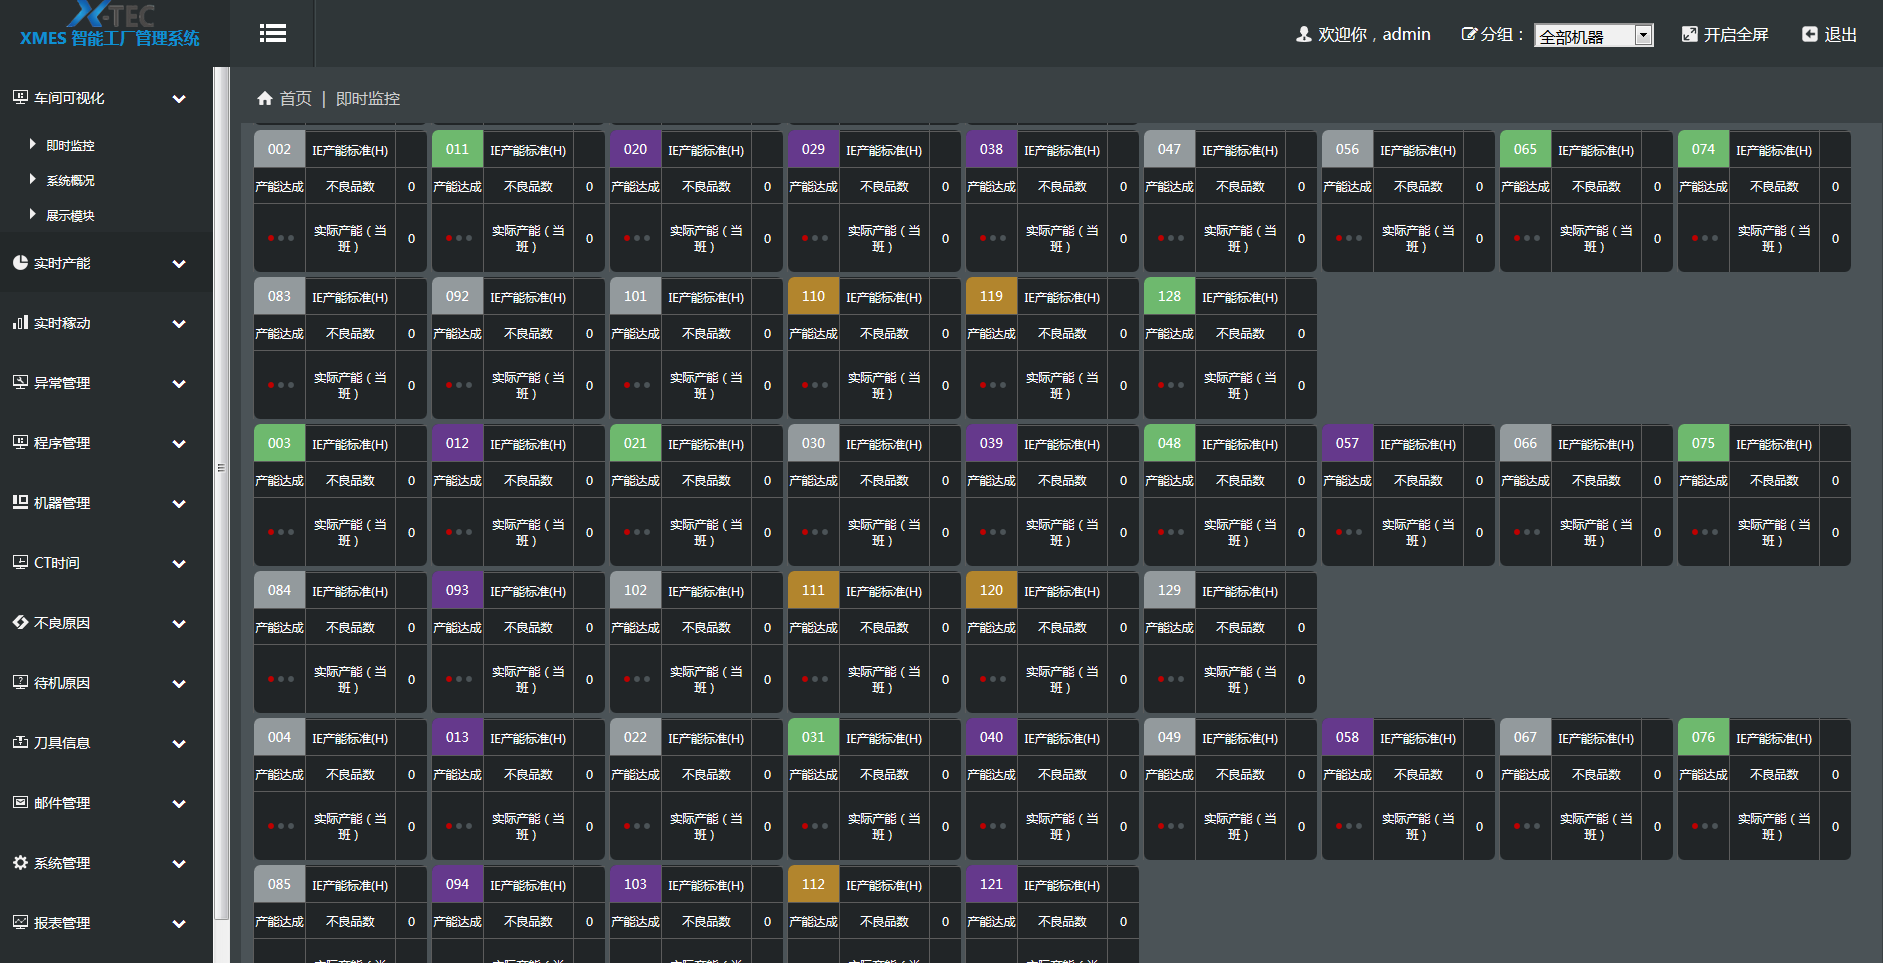 X-TEC
XMES 智能工厂管理系统
欢迎你，admin 分组： 全部机器 开启全屏 退出
车间可视化
即时监控
系统概况
展示模块
实时产能
实时稼动
异常管理
程序管理
机器管理
CT时间
不良原因
待机原因
刀具信息
邮件管理
系统管理
报表管理
首页 | 即时监控
002 IE产能标准(H) 011 IE产能标准(H) 020 IE产能标准(H) 029 IE产能标准(H) 038 IE产能标准(H) 047 IE产能标准(H) 056 IE产能标准(H) 065 IE产能标准(H) 074 IE产能标准(H)
产能达成 不良品数 0 产能达成 不良品数 0 产能达成 不良品数 0 产能达成 不良品数 0 产能达成 不良品数 0 产能达成 不良品数 0 产能达成 不良品数 0 产能达成 不良品数 0 产能达成 不良品数 0
实际产能（当班） 0 实际产能（当班） 0 实际产能（当班） 0 实际产能（当班） 0 实际产能（当班） 0 实际产能（当班） 0 实际产能（当班） 0 实际产能（当班） 0 实际产能（当班） 0
083 IE产能标准(H) 092 IE产能标准(H) 101 IE产能标准(H) 110 IE产能标准(H) 119 IE产能标准(H) 128 IE产能标准(H)
产能达成 不良品数 0 产能达成 不良品数 0 产能达成 不良品数 0 产能达成 不良品数 0 产能达成 不良品数 0 产能达成 不良品数 0
实际产能（当班） 0 实际产能（当班） 0 实际产能（当班） 0 实际产能（当班） 0 实际产能（当班） 0 实际产能（当班） 0
003 IE产能标准(H) 012 IE产能标准(H) 021 IE产能标准(H) 030 IE产能标准(H) 039 IE产能标准(H) 048 IE产能标准(H) 057 IE产能标准(H) 066 IE产能标准(H) 075 IE产能标准(H)
产能达成 不良品数 0 产能达成 不良品数 0 产能达成 不良品数 0 产能达成 不良品数 0 产能达成 不良品数 0 产能达成 不良品数 0 产能达成 不良品数 0 产能达成 不良品数 0 产能达成 不良品数 0
实际产能（当班） 0 实际产能（当班） 0 实际产能（当班） 0 实际产能（当班） 0 实际产能（当班） 0 实际产能（当班） 0 实际产能（当班） 0 实际产能（当班） 0 实际产能（当班） 0
084 IE产能标准(H) 093 IE产能标准(H) 102 IE产能标准(H) 111 IE产能标准(H) 120 IE产能标准(H) 129 IE产能标准(H)
产能达成 不良品数 0 产能达成 不良品数 0 产能达成 不良品数 0 产能达成 不良品数 0 产能达成 不良品数 0 产能达成 不良品数 0
实际产能（当班） 0 实际产能（当班） 0 实际产能（当班） 0 实际产能（当班） 0 实际产能（当班） 0 实际产能（当班） 0
004 IE产能标准(H) 013 IE产能标准(H) 022 IE产能标准(H) 031 IE产能标准(H) 040 IE产能标准(H) 049 IE产能标准(H) 058 IE产能标准(H) 067 IE产能标准(H) 076 IE产能标准(H)
产能达成 不良品数 0 产能达成 不良品数 0 产能达成 不良品数 0 产能达成 不良品数 0 产能达成 不良品数 0 产能达成 不良品数 0 产能达成 不良品数 0 产能达成 不良品数 0 产能达成 不良品数 0
实际产能（当班） 0 实际产能（当班） 0 实际产能（当班） 0 实际产能（当班） 0 实际产能（当班） 0 实际产能（当班） 0 实际产能（当班） 0 实际产能（当班） 0 实际产能（当班） 0
085 IE产能标准(H) 094 IE产能标准(H) 103 IE产能标准(H) 112 IE产能标准(H) 121 IE产能标准(H)
产能达成 不良品数 0 产能达成 不良品数 0 产能达成 不良品数 0 产能达成 不良品数 0 产能达成 不良品数 0